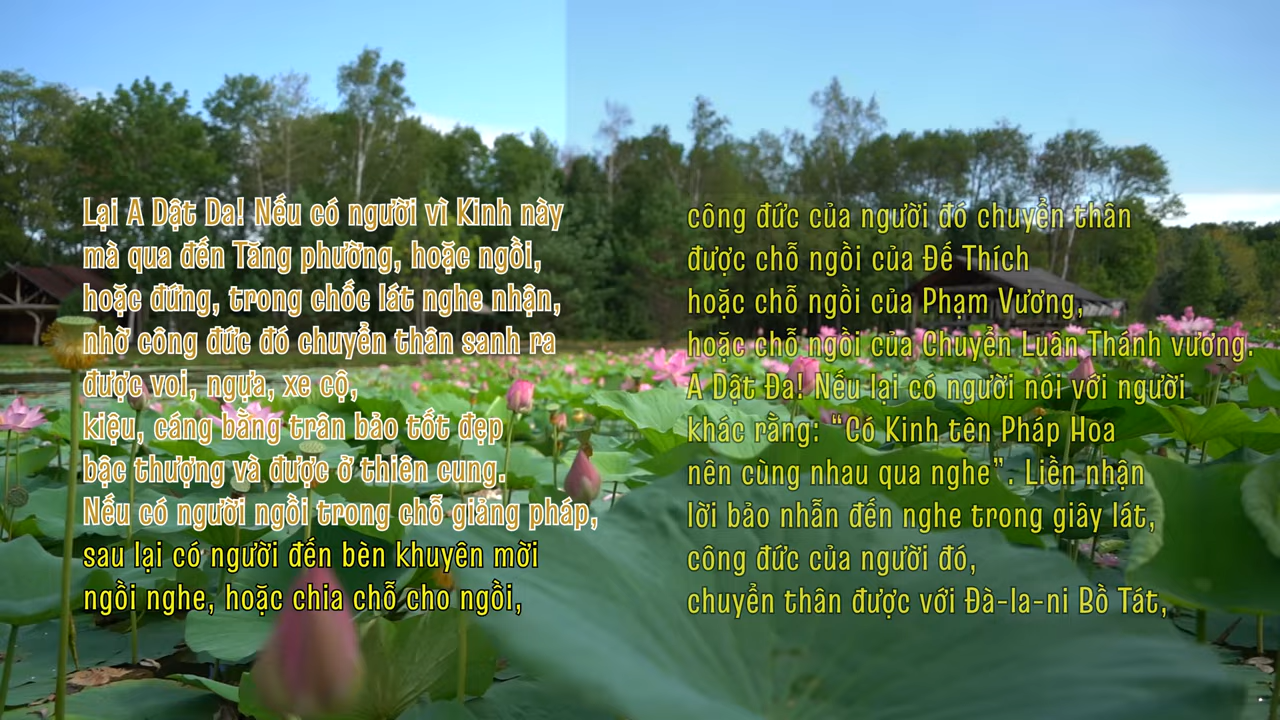 Lại A Dật Da! Nếu có người vì Kinh này
mà qua đến Tăng phường, hoặc ngồi,
hoặc đứng, trong chốc lát nghe nhận,
nhờ công đức đó chuyển thân sanh ra
được voi, ngựa, xe cộ,
kiệu, cáng bằng trân bảo tốt đẹp
bậc thượng và được ở thiên cung.
Nếu có người ngồi trong chỗ giảng pháp,
sau lại có người đến bèn khuyên mời
ngồi nghe, hoặc chia chỗ cho ngồi,
công đức của người đó chuyển thân
được chỗ ngồi của Đế Thích
hoặc chỗ ngồi của Phạm Vương,
hoặc chỗ ngồi của Chuyển Luân Thánh vương.
A Dật Đa! Nếu lại có người nói với người
khác rằng: “Có Kinh tên Pháp Hoa
nên cùng nhau qua nghe”. Liền nhận
lời bảo nhẫn đến nghe trong giây lát,
công đức của người đó,
chuyển thân được với Đà-la-ni Bồ Tát,